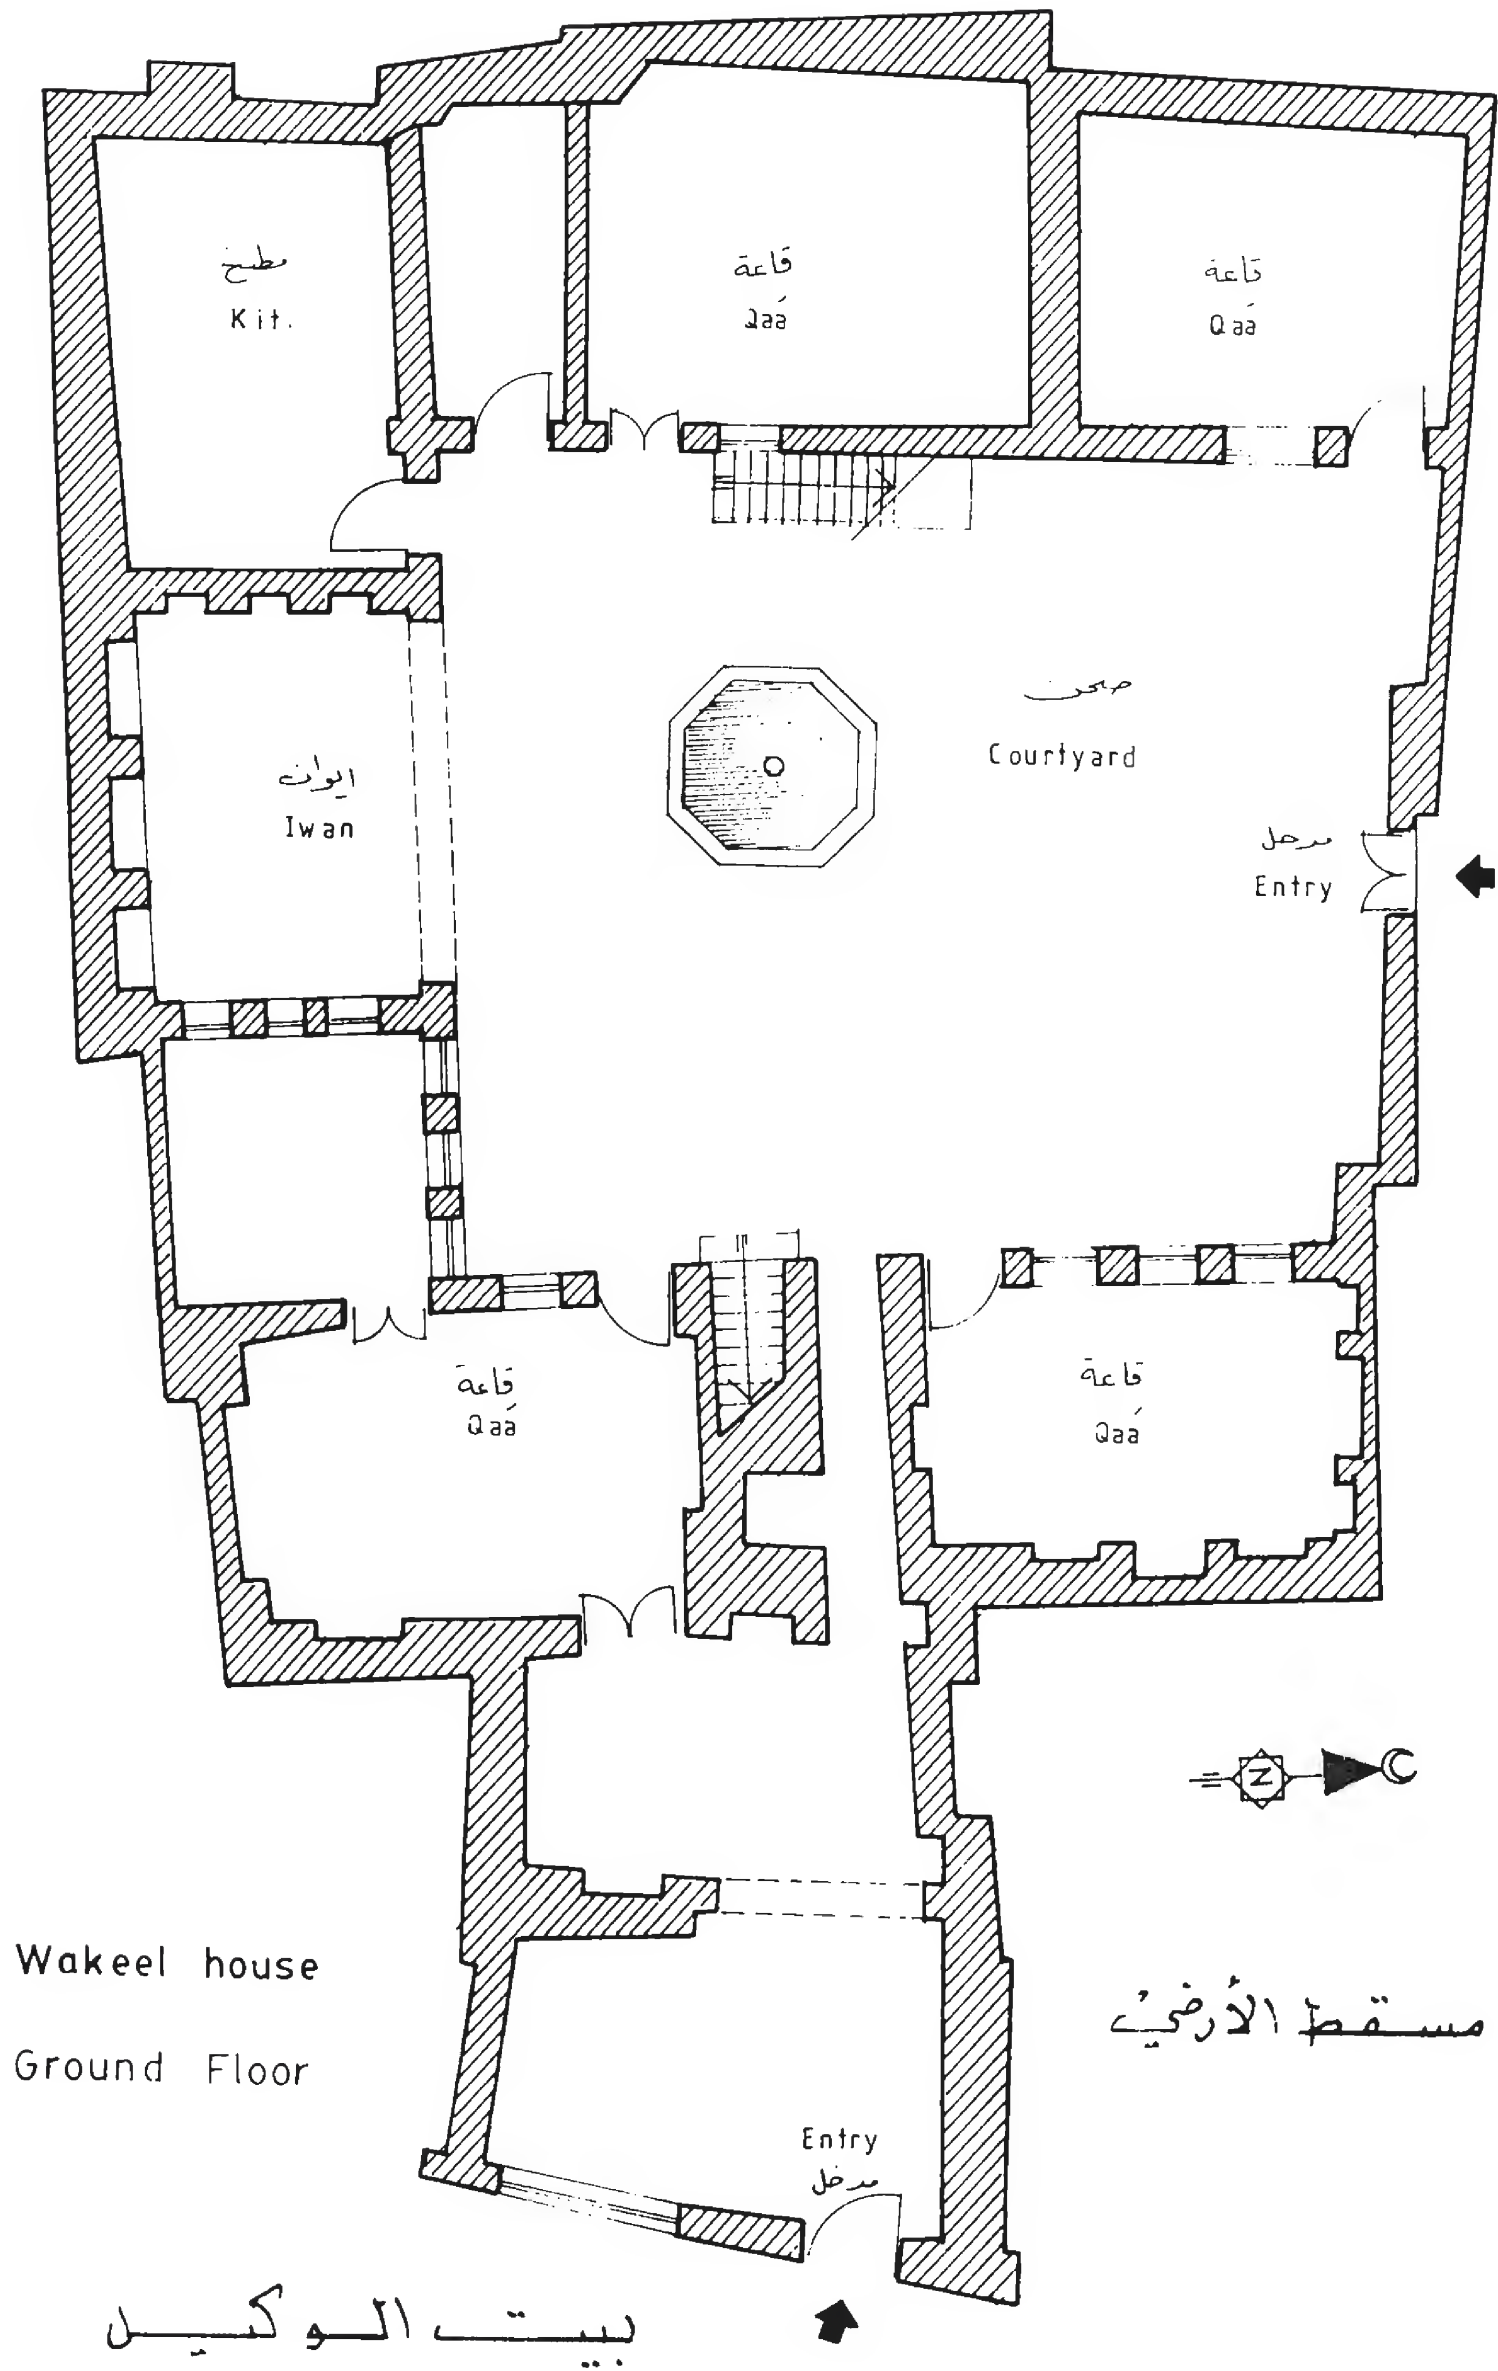 مطبخ
Kit.
قاعة
Qaá
قاعة
Qaá
صحن
Courtyard
ايوان
Iwan
مدخل
Entry
قاعة
Qaá
قاعة
Qaá
N
Wakeel house
Ground Floor
مسقط الأرضي
Entry
مدخل
بيت الوكيل